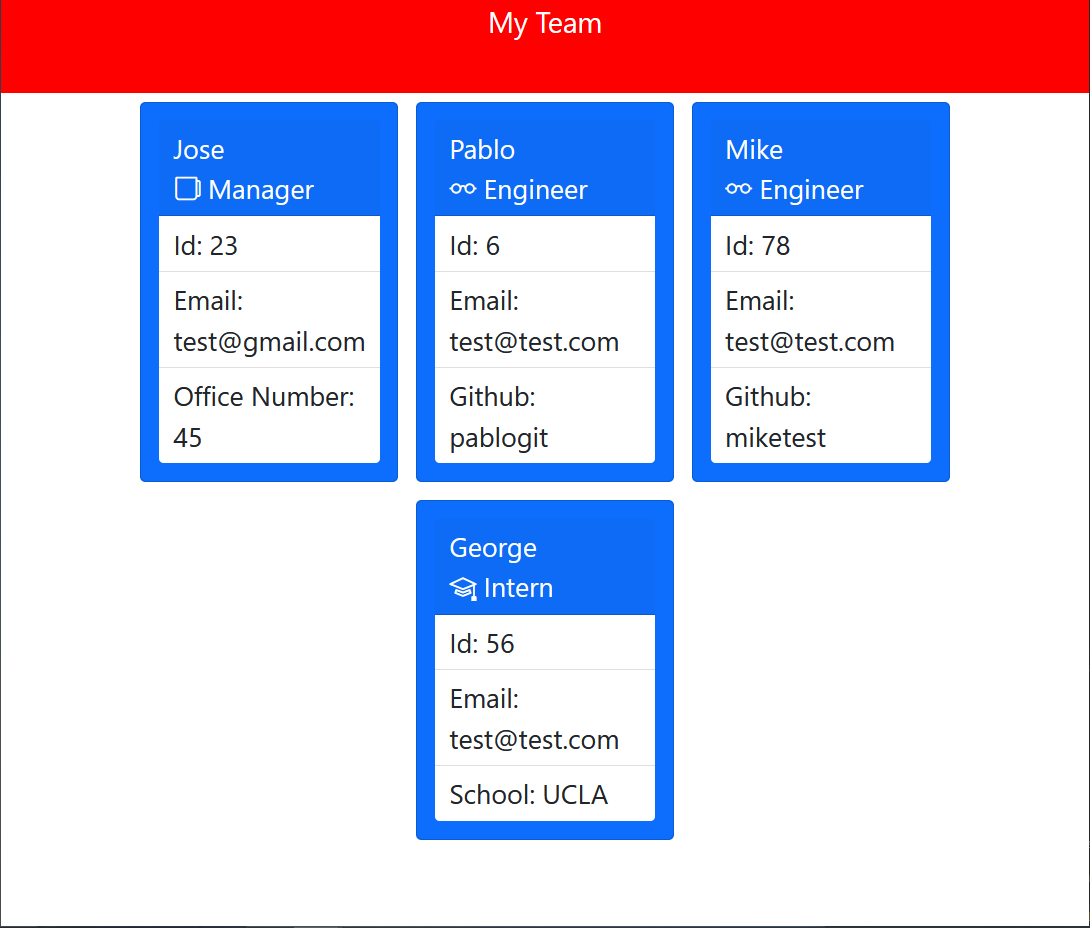 My Team
Jose
Manager
Id: 23
Email:
test@gmail.com
Office Number:
45
Pablo
Engineer
Id: 6
Email:
test@test.com
Github:
pablogit
Mike
Engineer
Id: 78
Email:
test@test.com
Github:
miketest
George
Intern
Id: 56
Email:
test@test.com
School: UCLA